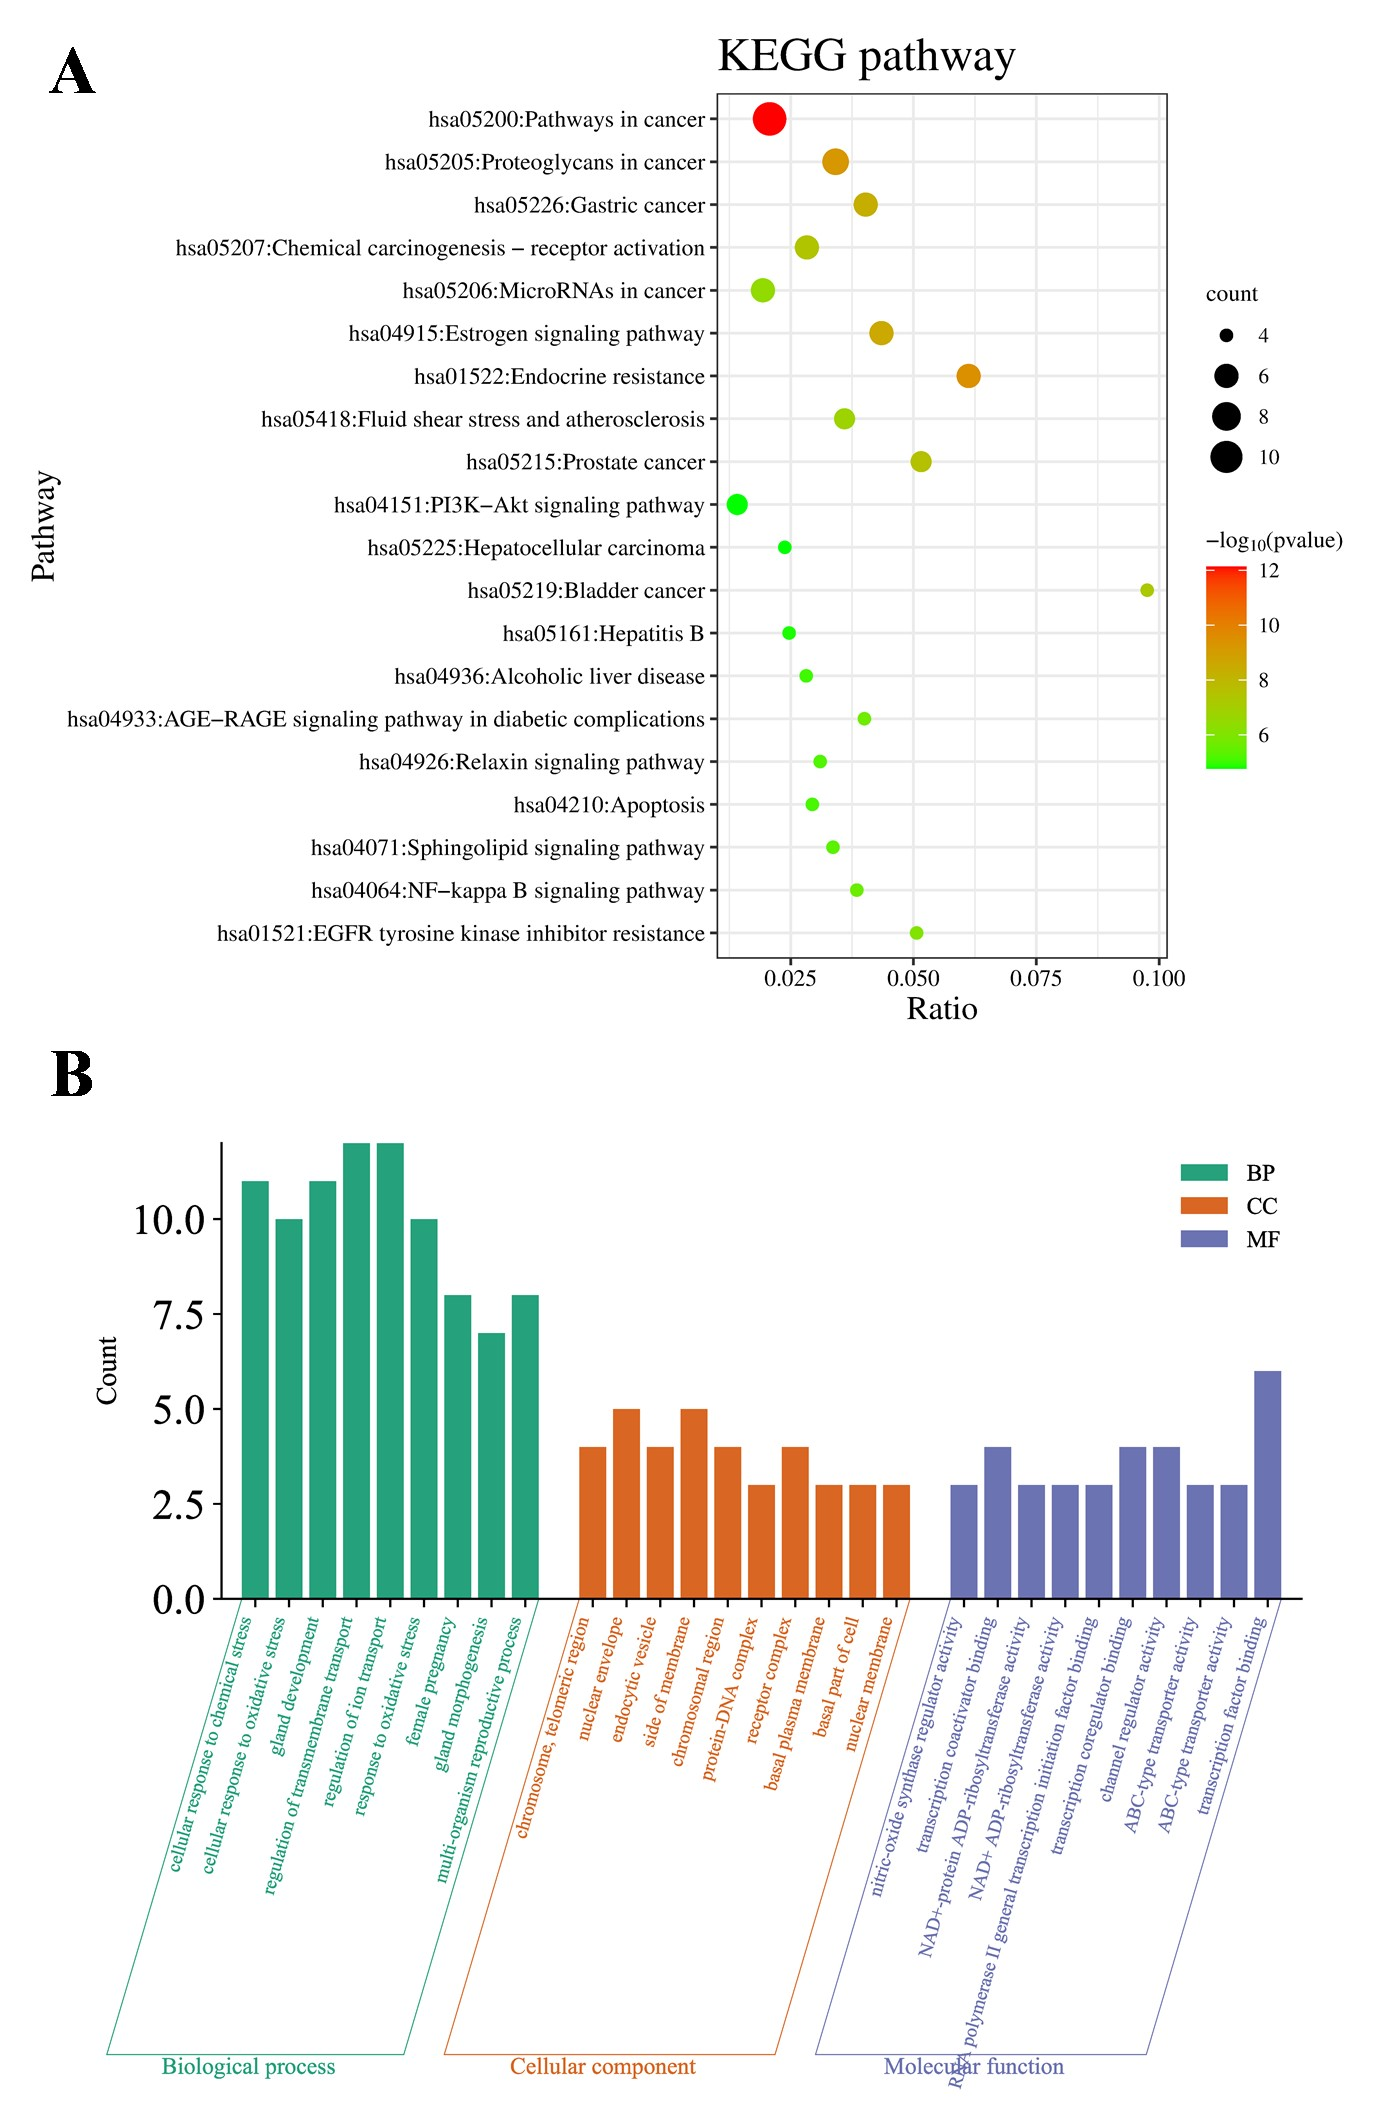 A
KEGG pathway
hsa05200:Pathways in cancer
hsa05205:Proteoglycans in cancer
hsa05226:Gastric cancer
hsa05207:Chemical carcinogenesis − receptor activation
hsa05206:MicroRNAs in cancer
hsa04915:Estrogen signaling pathway
hsa01522:Endocrine resistance
hsa05418:Fluid shear stress and atherosclerosis
hsa05215:Prostate cancer
hsa04151:PI3K−Akt signaling pathway
hsa05225:Hepatocellular carcinoma
hsa05219:Bladder cancer
hsa05161:Hepatitis B
hsa04936:Alcoholic liver disease
hsa04933:AGE−RAGE signaling pathway in diabetic complications
hsa04926:Relaxin signaling pathway
hsa04210:Apoptosis
hsa04071:Sphingolipid signaling pathway
hsa04064:NF−kappa B signaling pathway
hsa01521:EGFR tyrosine kinase inhibitor resistance
Pathway
0.025 0.050 0.075 0.100
Ratio
count
4
6
8
10
−log10(pvalue)
12
10
8
6
B
Count
10.0
7.5
5.0
2.5
0.0
BP
CC
MF
cellular response to chemical stress
cellular response to oxidative stress
gland development
regulation of transmembrane transport
regulation of ion transport
response to oxidative stress
female pregnancy
gland morphogenesis
multi-organism reproductive process
chromosome, telomeric region
nuclear envelope
endocytic vesicle
side of membrane
chromosomal region
protein-DNA complex
receptor complex
basal plasma membrane
basal part of cell
nuclear membrane
nitric-oxide synthase regulator activity
transcription coactivator binding
NAD+-protein ADP-ribosyltransferase activity
NAD+ ADP-ribosyltransferase activity
RNA polymerase II general transcription initiation factor binding
transcription coregulator binding
channel regulator activity
ABC-type transporter activity
ABC-type transporter activity
transcription factor binding
Biological process
Cellular component
Molecular function